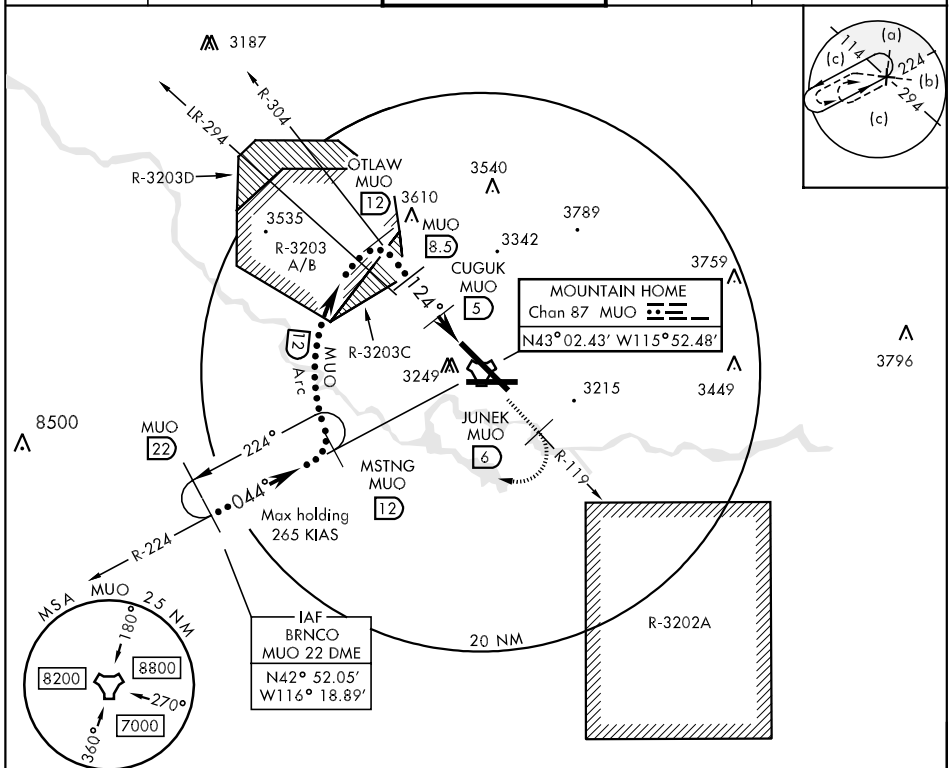 3187
(a)
(c)
114
224
(b)
294
(c)
R-304
LR-294
R-3203D
OTLAW
MUO
12
3540
3610
3535
MUO
8.5
3789
R-3203
A/B
3342
3759
CUGUK
MUO
5
124°
MOUNTAIN HOME
Chan 87 MUO
N43° 02.43' W115° 52.48'
12
MUO
Arc
R-3203C
3249
3796
3215
3449
8500
MUO
22
224°
JUNEK
MUO
6
MSTNG
MUO
12
R-119
044°
Max holding
265 KIAS
R-224
MSA MUO 25 NM
180°
8200
8800
270°
7000
360°
IAF
BRNCO
MUO 22 DME
N42° 52.05'
W116° 18.89'
20 NM
R-3202A